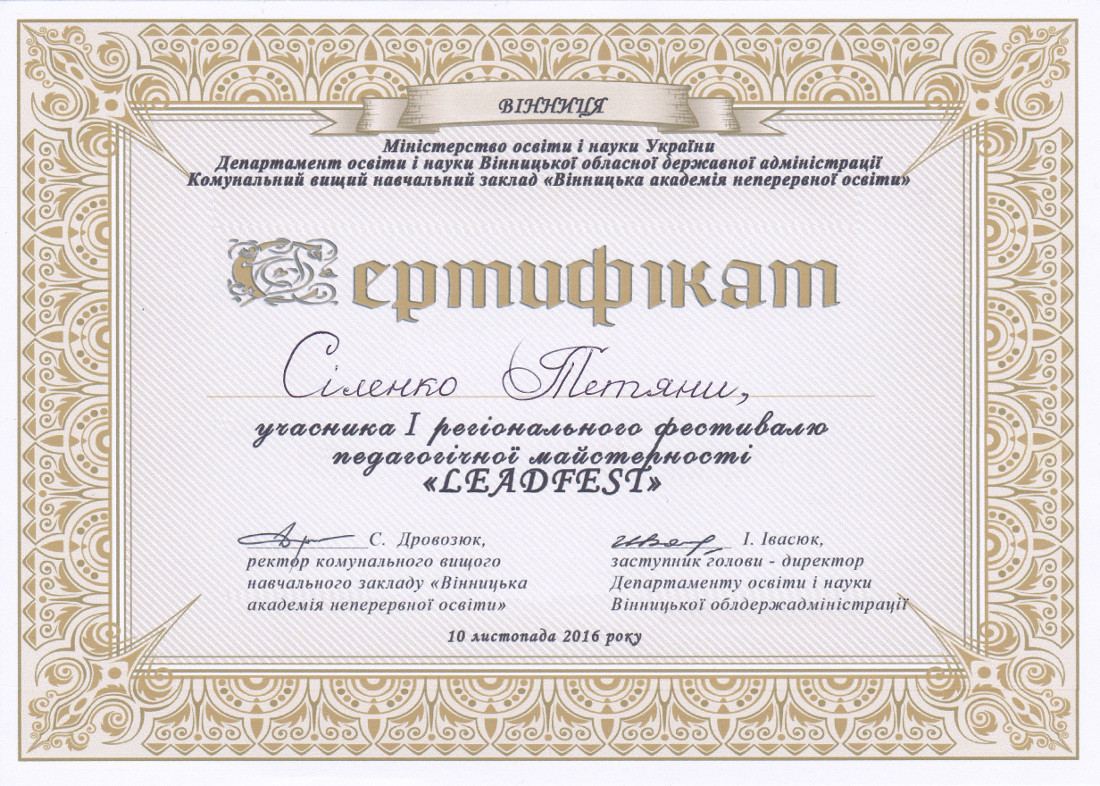 ВІННИЦЯ
Міністерство освіти і науки України
Департамент освіти і науки Вінницької обласної державної адміністрації
Комунальний вищий навчальний заклад «Вінницька академія неперервної освіти»
Сертифікат
Сіленко Тетяни,
учасника І регіонального фестивалю
педагогічної майстерності
«LEADFEST»
С. Дровозюк,
ректор комунального вищого
навчального закладу «Вінницька
академія неперервної освіти»
І. Івасюк,
заступник голови - директор
Департаменту освіти і науки
Вінницької облдержадміністрації
10 листопада 2016 року